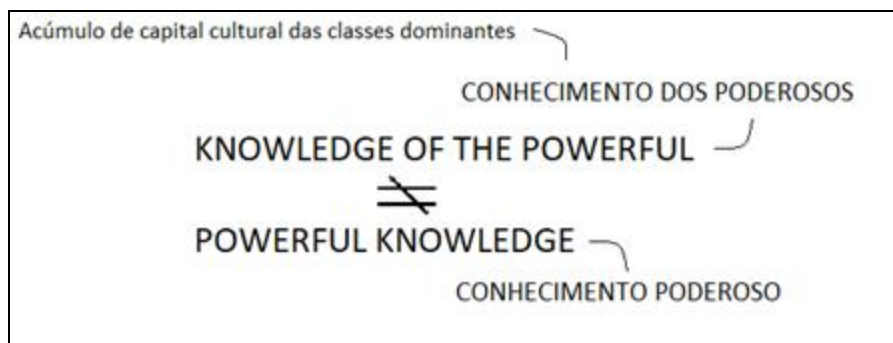 Acúmulo de capital cultural das classes dominantes
CONHECIMENTO DOS PODEROSOS
KNOWLEDGE OF THE POWERFUL
≠
POWERFUL KNOWLEDGE
CONHECIMENTO PODEROSO